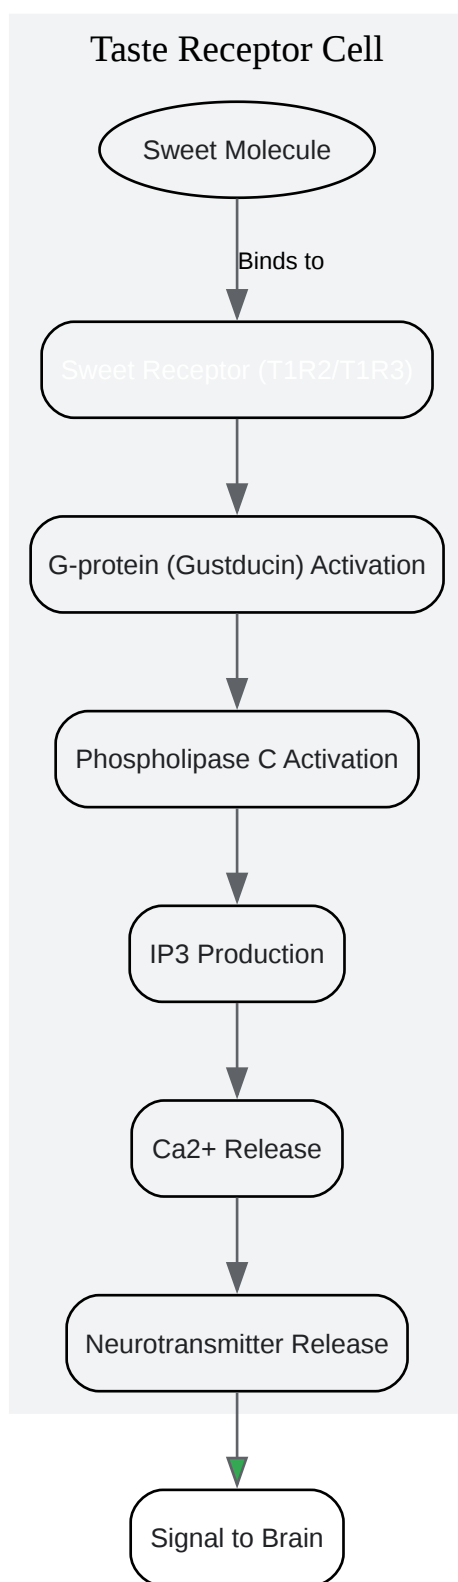 Taste Receptor Cell
Sweet Molecule
Binds to
Sweet Receptor (T1R2/T1R3)
G-protein (Gustducin) Activation
Phospholipase C Activation
IP3 Production
Ca2+ Release
Neurotransmitter Release
Signal to Brain